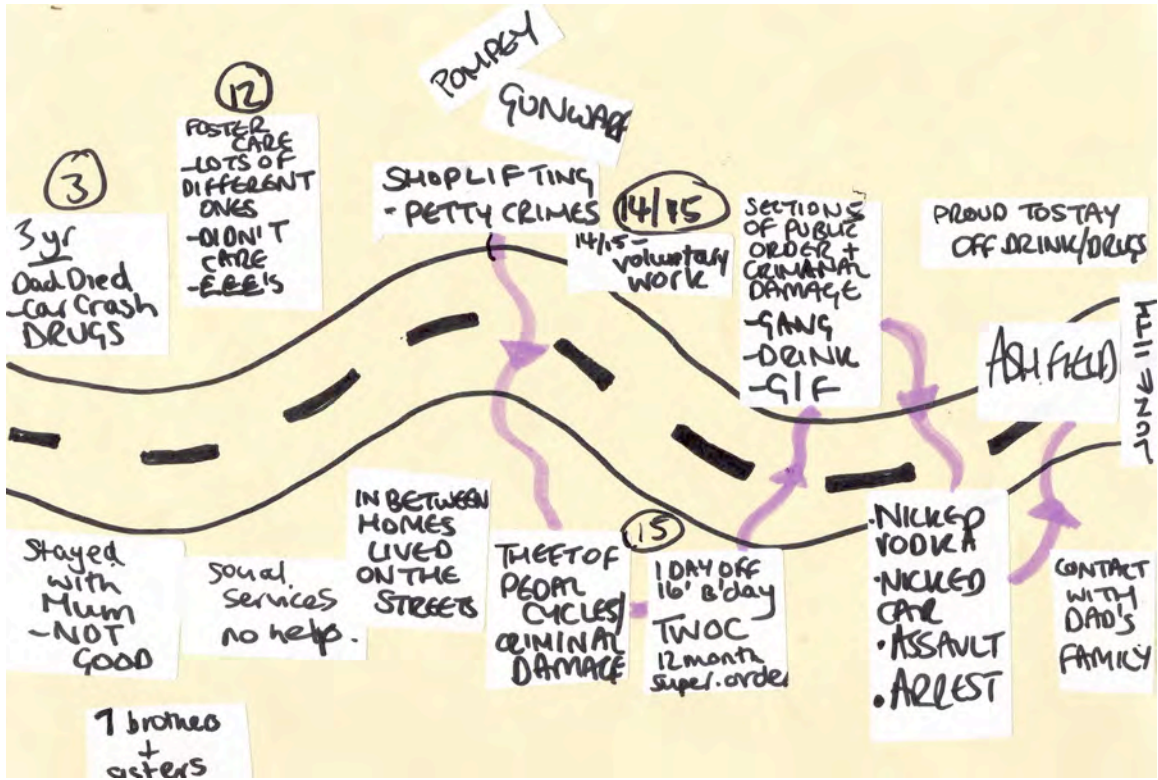 3
3yr
Dad Died
-car Crash
DRUGS
12
FOSTER
CARE
-LOTS OF
DIFFERENT
ONES
-DIDN'T
CARE
POMPEY
SHOPLIFTING
- PETTY CRIMES
14/15
14/15-
voluntary
work
SECTIONS
OF PUBLIC
ORDER +
CRIMANAL
DAMAGE
-GANG
-DRINK
-G/F
PROUD TO STAY
OFF DRINK/DRUGS
ASHFIELD
Stayed
with
Mum
-NOT
GOOD
7 brothers
+
sisters
social
services
no help.
IN BETWEEN
HOMES
LIVED
ON THE
STREETS
THEFT OF
PEDAL
CYCLES/
CRIMINAL
DAMAGE
15
1 DAY OFF
16' B'day
TWOC
12 month
super.order
·NICKED
VODKA
·NICKED
CAR
·ASSAULT
·ARREST
CONTACT
WITH
DAD'S
FAMILY